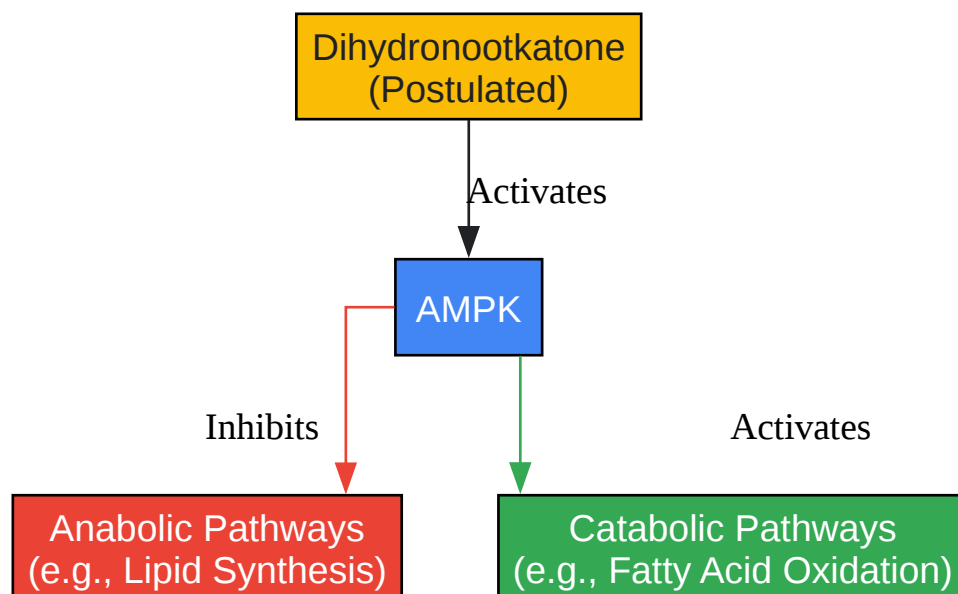 Dihydronootkatone
(Postulated)
Activates
AMPK
Inhibits
Activates
Anabolic Pathways
(e.g., Lipid Synthesis)
Catabolic Pathways
(e.g., Fatty Acid Oxidation)